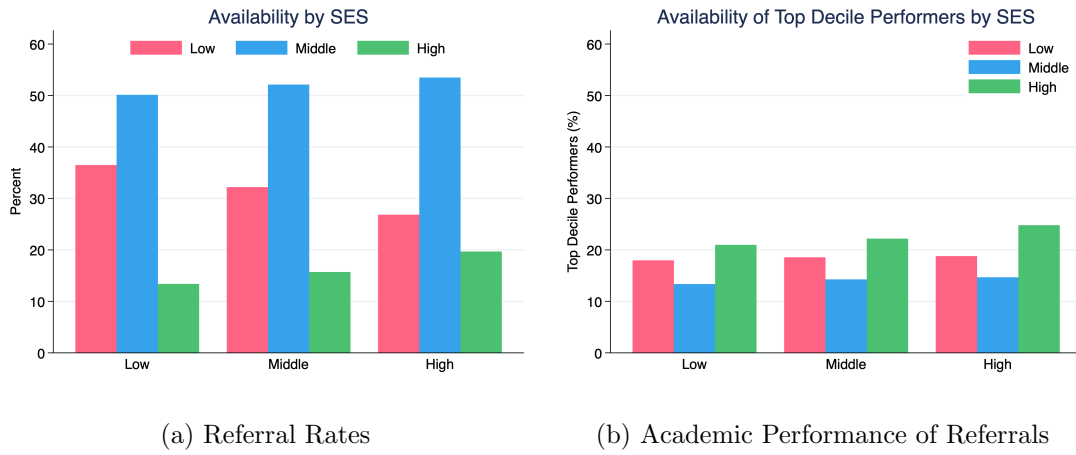 Availability by SES
Low Middle High
Percent
60
50
40
30
20
10
0
Low Middle High
(a) Referral Rates
Availability of Top Decile Performers by SES
Low
Middle
High
Top Decile Performers (%)
60
50
40
30
20
10
0
Low Middle High
(b) Academic Performance of Referrals